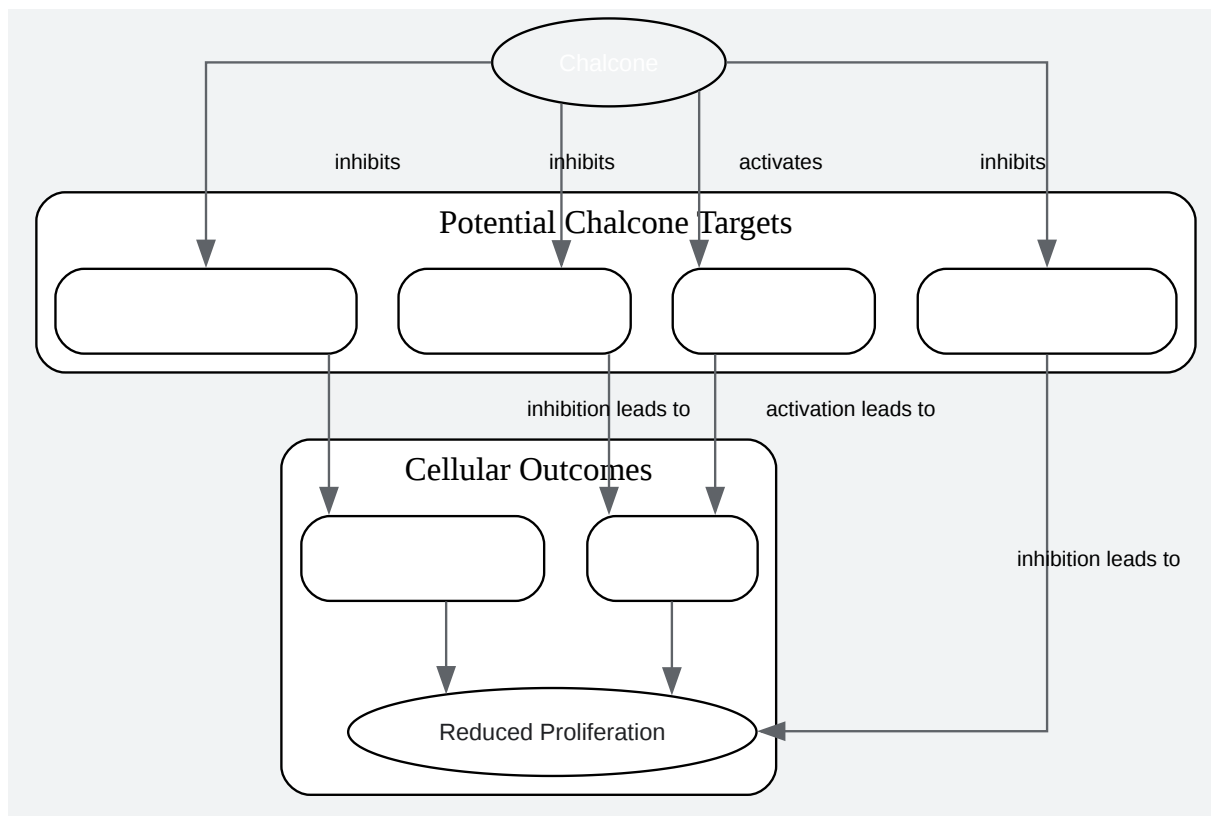 Chalcone
inhibits
inhibits
activates
inhibits
Potential Chalcone Targets
inhibition leads to
activation leads to
Cellular Outcomes
inhibition leads to
Reduced Proliferation